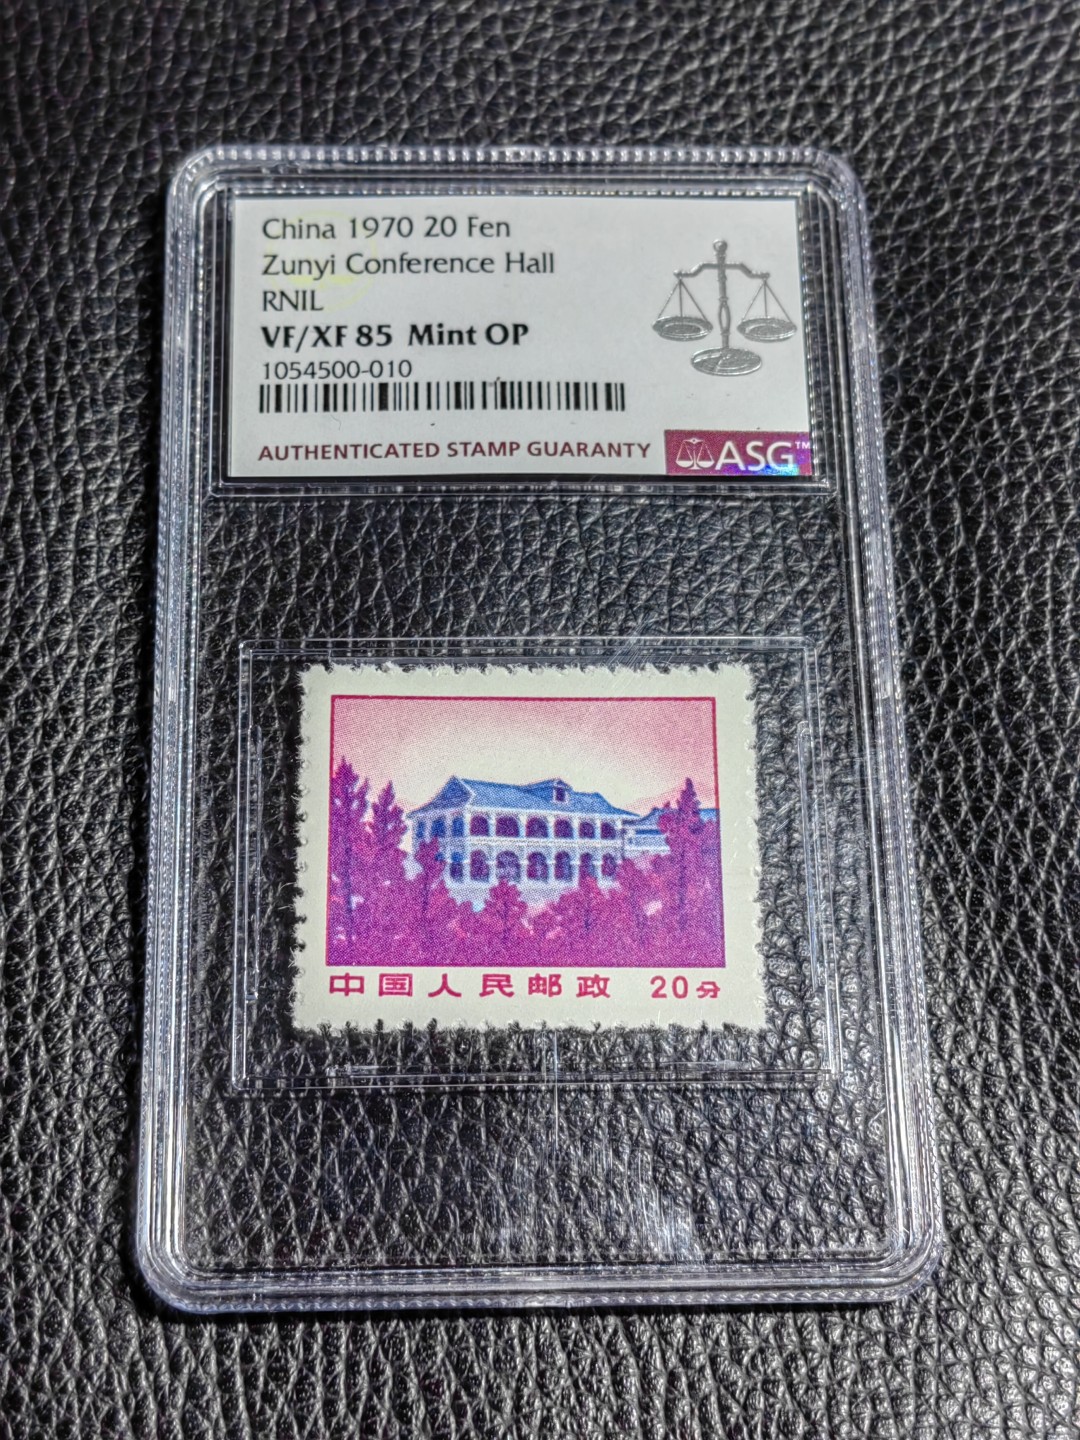 China 1970 20 Fen
Zunyi Conference Hall
RNIL
VF/XF 85 Mint OP
1054500-010
AUTHENTICATED STAMP GUARANTY
ASG™
中国人民邮政 20分